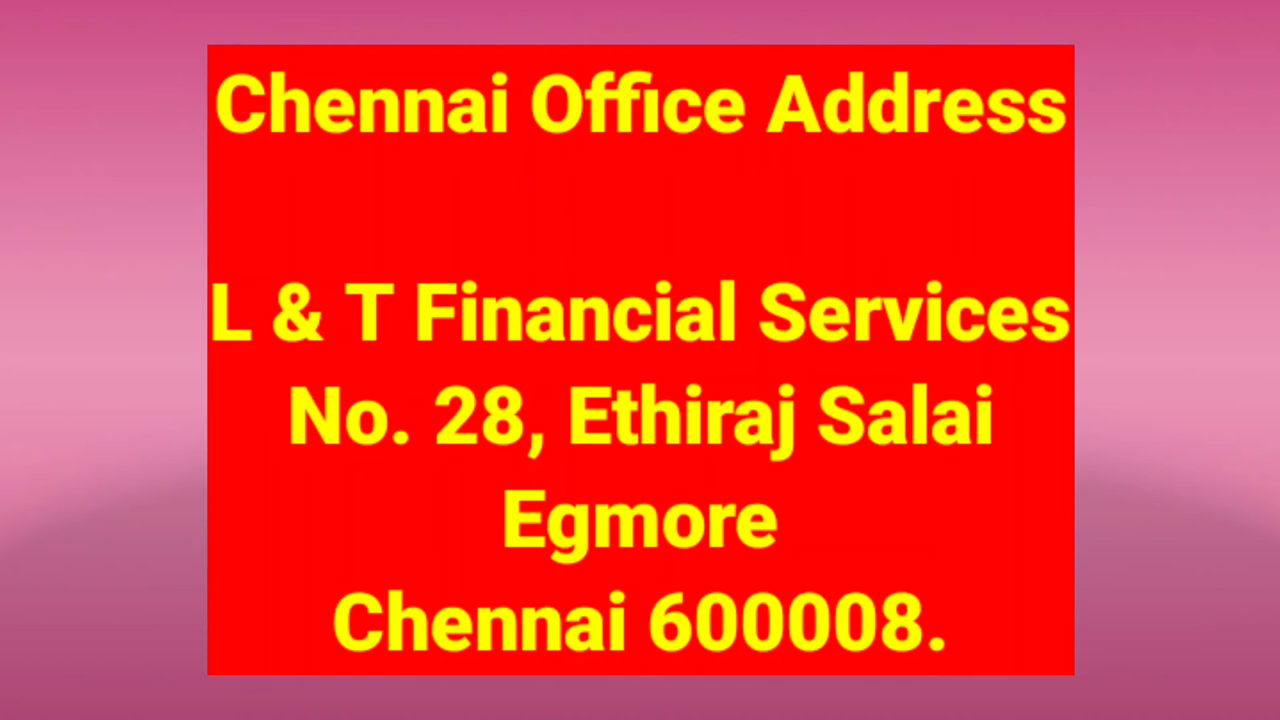 Chennai Office Address
L & T Financial Services
No. 28, Ethiraj Salai
Egmore
Chennai 600008.